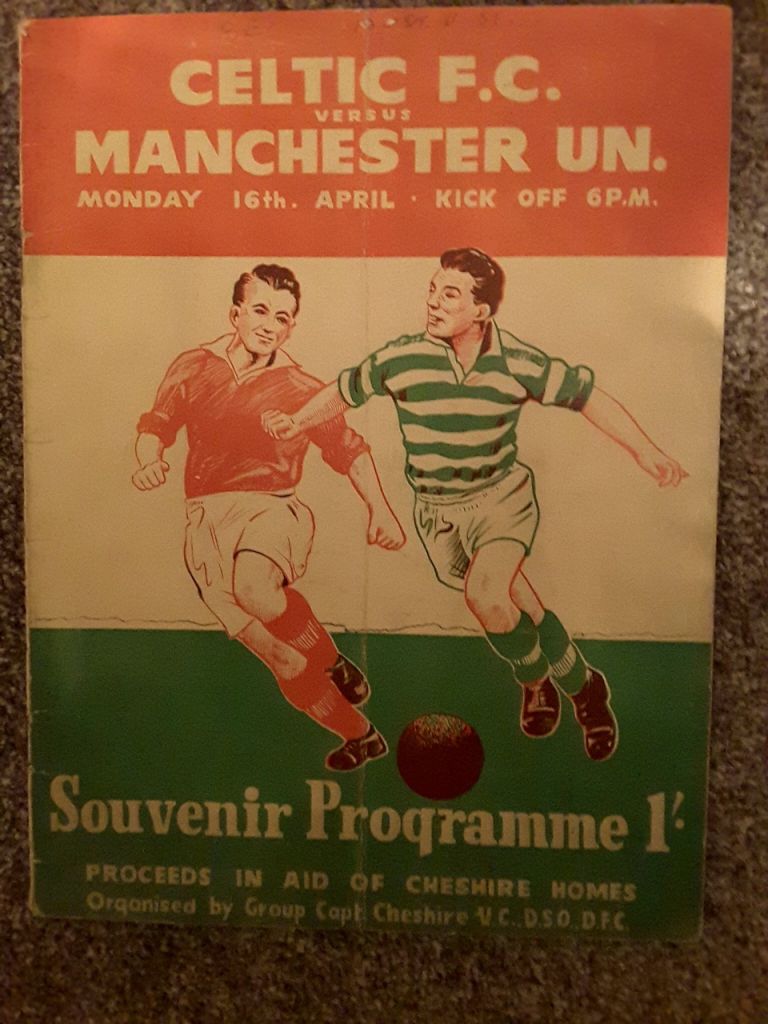 CELTIC F.C.
VERSUS
MANCHESTER UN.
MONDAY 16th. APRIL · KICK OFF 6 P.M.
Souvenir Programme 1/-
PROCEEDS IN AID OF CHESHIRE HOMES
Organised by Group Capt Cheshire V.C., D.S.O., D.F.C.